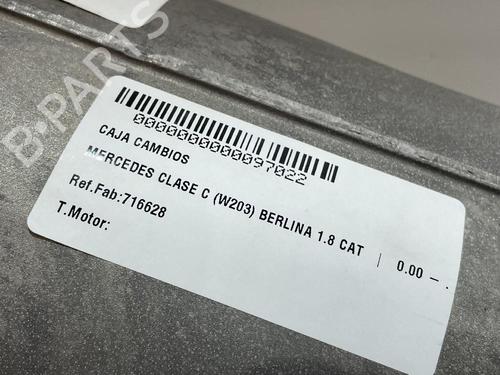 B-PARTS
0000000000097022
CAJA CAMBIOS
MERCEDES CLASE C (W203) BERLINA 1.8 CAT | 0.00 – .
Ref.Fab:716628
T.Motor: